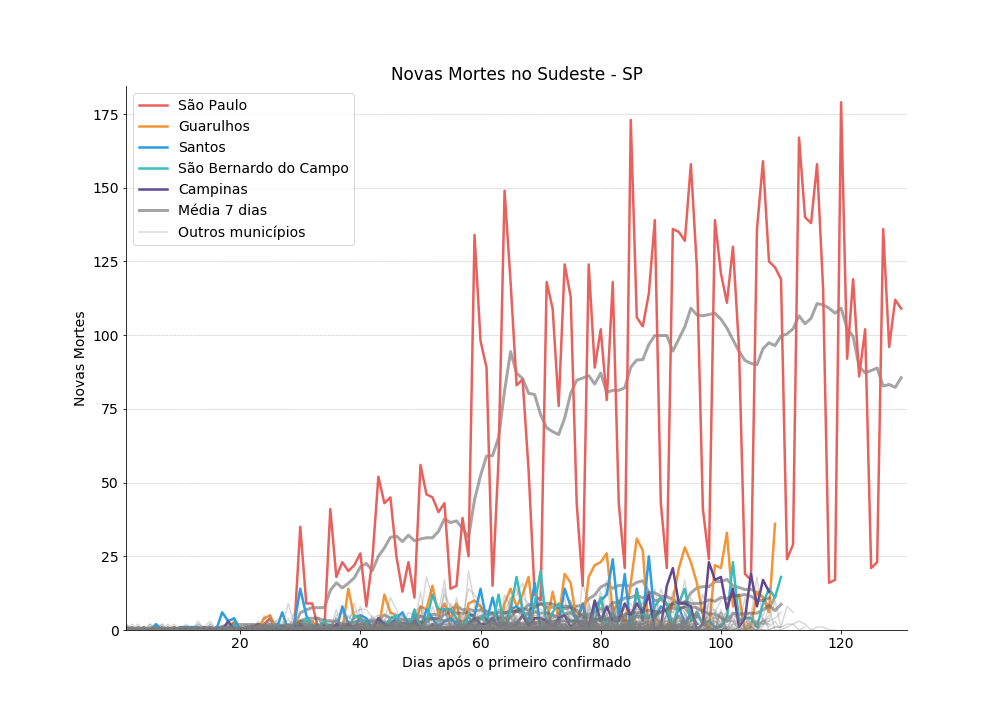 Novas Mortes no Sudeste - SP
São Paulo
Guarulhos
Santos
São Bernardo do Campo
Campinas
Média 7 dias
Outros municípios
175
150
125
100
75
50
25
0
Novas Mortes
20
40
60
80
100
120
Dias após o primeiro confirmado